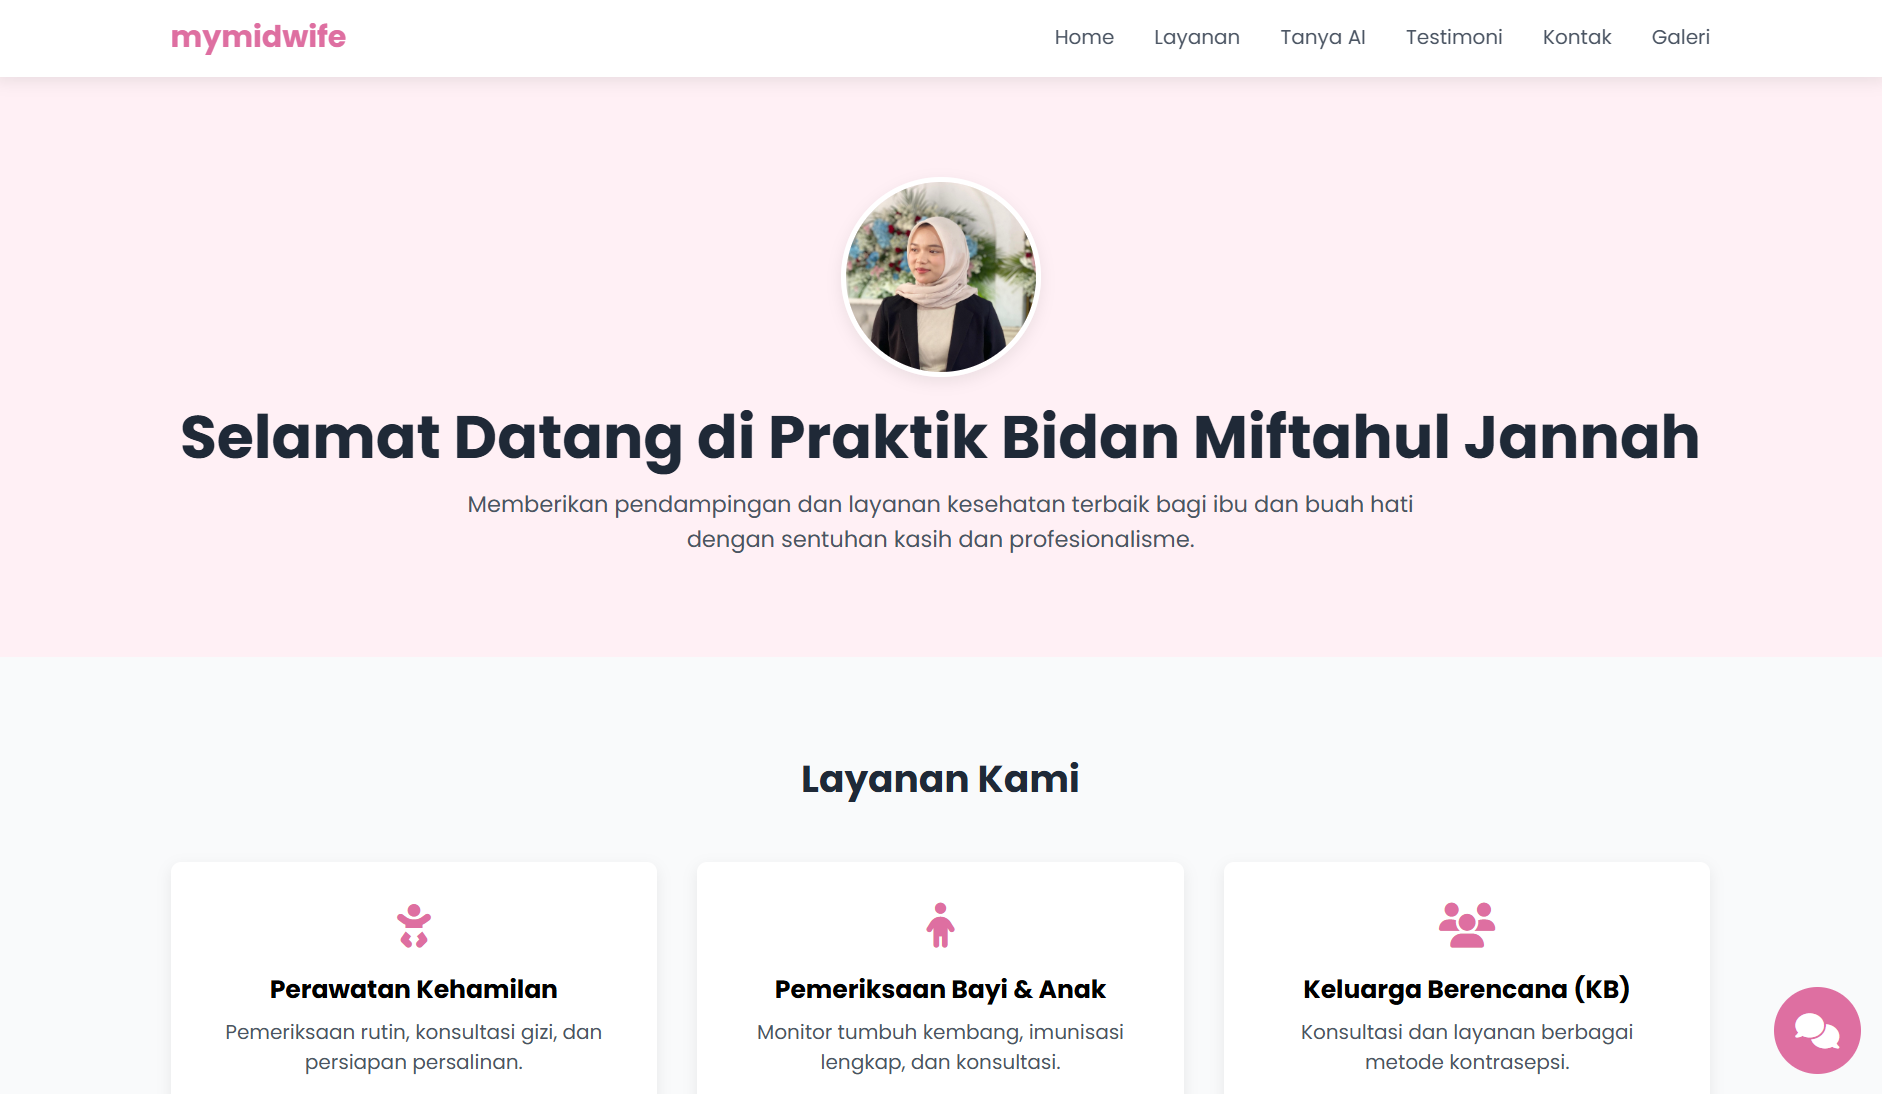 mymidwife
Home
Layanan
Tanya AI
Testimoni
Kontak
Galeri
Selamat Datang di Praktik Bidan Miftahul Jannah
Memberikan pendampingan dan layanan kesehatan terbaik bagi ibu dan buah hati
dengan sentuhan kasih dan profesionalisme.
Layanan Kami
Perawatan Kehamilan
Pemeriksaan rutin, konsultasi gizi, dan
persiapan persalinan.
Pemeriksaan Bayi & Anak
Monitor tumbuh kembang, imunisasi
lengkap, dan konsultasi.
Keluarga Berencana (KB)
Konsultasi dan layanan berbagai
metode kontrasepsi.